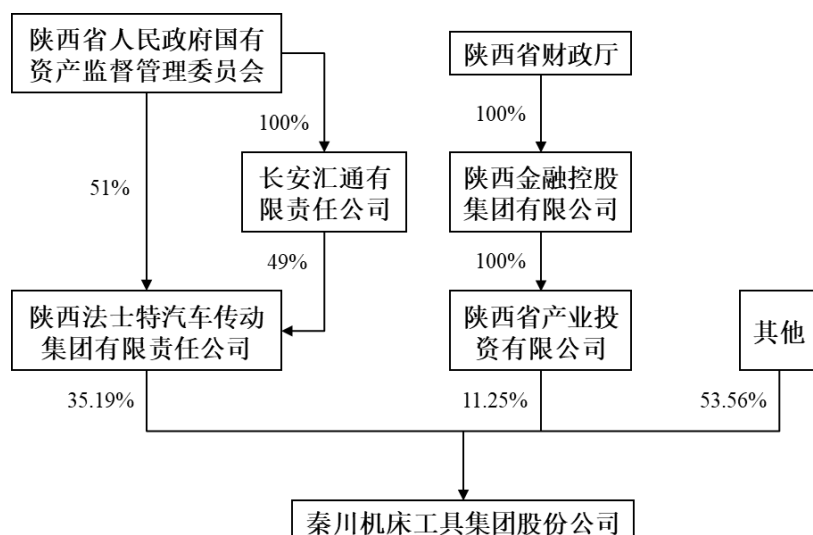 陕西省人民政府国有
资产监督管理委员会
陕西省财政厅
100%
100%
51%
长安汇通有
限责任公司
陕西金融控股
集团有限公司
49%
100%
陕西法士特汽车传动
集团有限责任公司
陕西省产业投
资有限公司
其他
35.19%
11.25%
53.56%
秦川机床工具集团股份公司